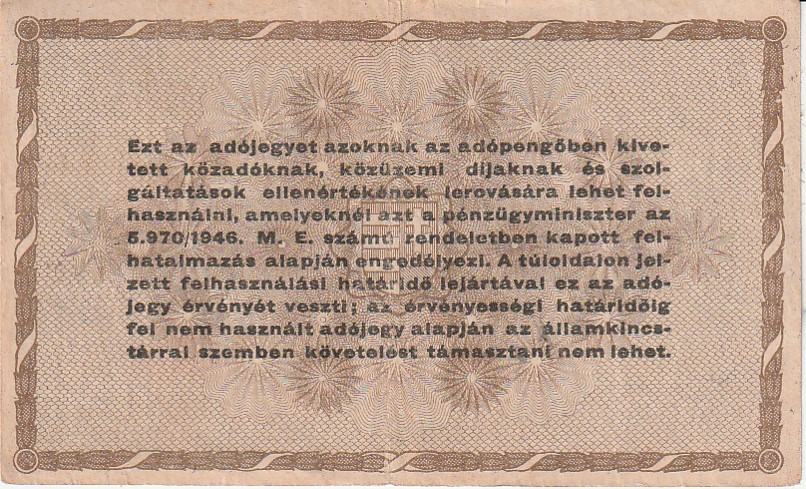 Ezt az adójegyet azoknak az adópengőben kive-
tett közadóknak, közüzemi díjaknak és szol-
gáltatások ellenértékének lerovására lehet fel-
használni, amelyeknél azt a pénzügyminiszter az
5.970/1946. M. E. számú rendeletben kapott fel-
hatalmazás alapján engedélyezi. A túloldalon jel-
zett felhasználási határidő lejártával ez az adó-
jegy érvényét veszti; az érvényességi határidőig
fel nem használt adójegy alapján az államkincs-
tárral szemben követelést támasztani nem lehet.